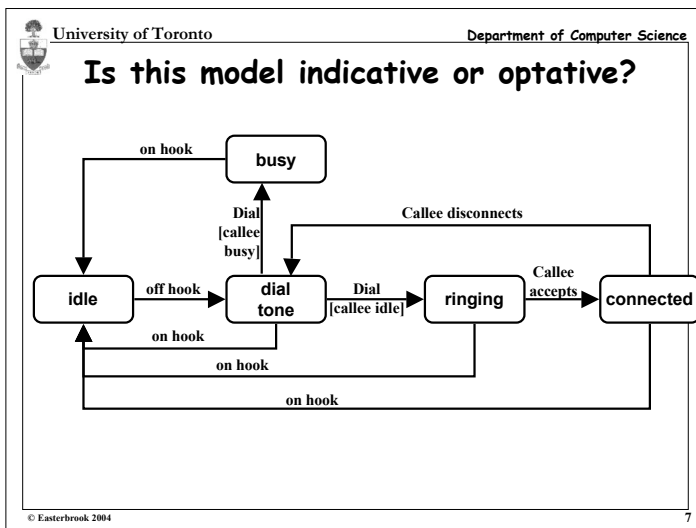 University of Toronto
Department of Computer Science
Is this model indicative or optative?
on hook
busy
Dial
[callee
busy]
Callee disconnects
idle
off hook
dial
tone
Dial
[callee idle]
ringing
Callee
accepts
connected
on hook
on hook
on hook
© Easterbrook 2004
7